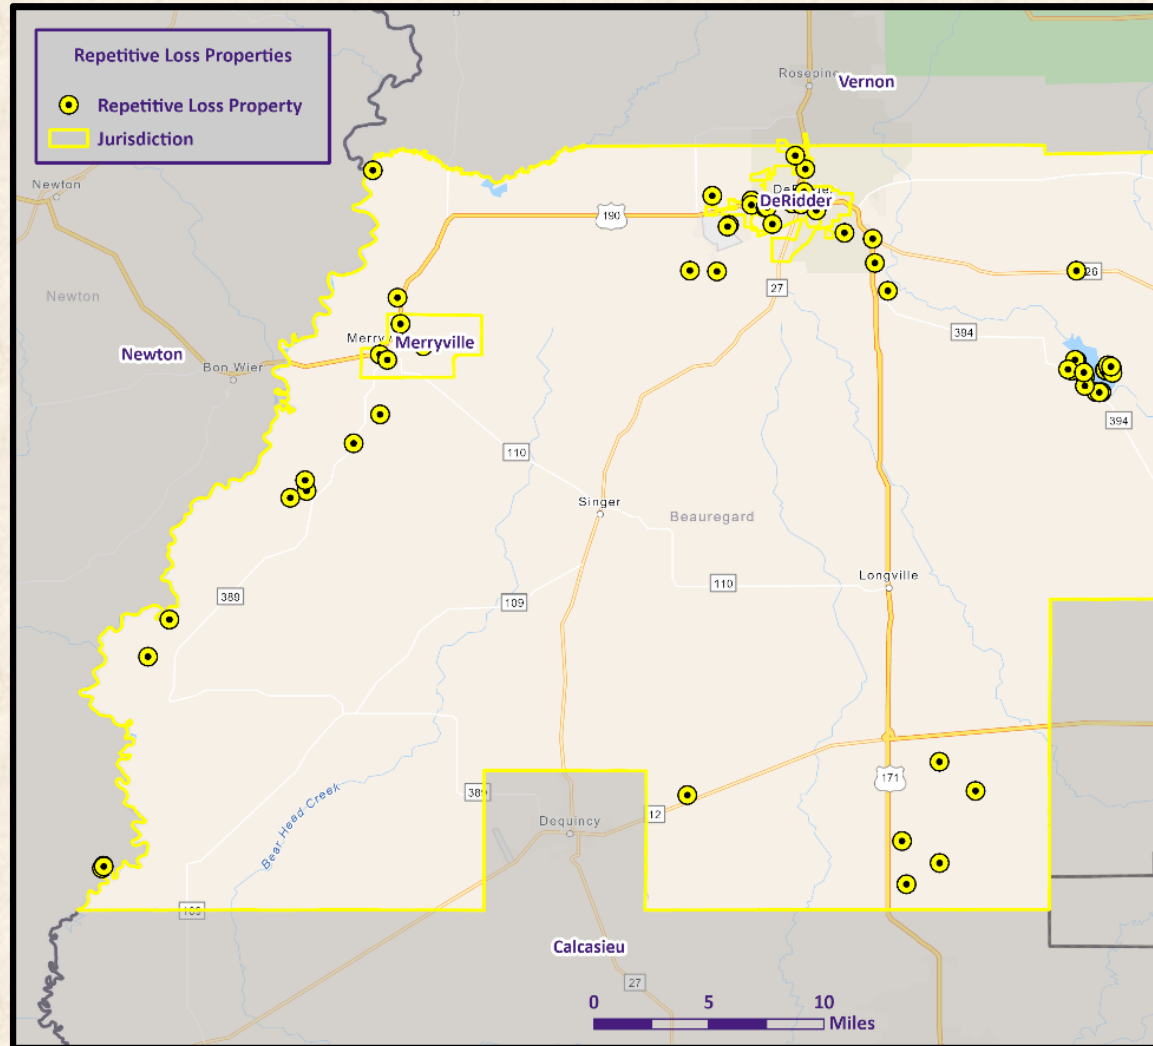 Repetitive Loss Properties
Repetitive Loss Property
Jurisdiction
Rosepine
Vernon
Newton
DeRidder
190
27
26
Newton
394
Merryville
Newton
Bon Wier
394
110
Singer
Beauregard
Longville
110
389
109
171
389
12
Bear Head Creek
Dequincy
109
Calcasieu
27
0 5 10
Miles